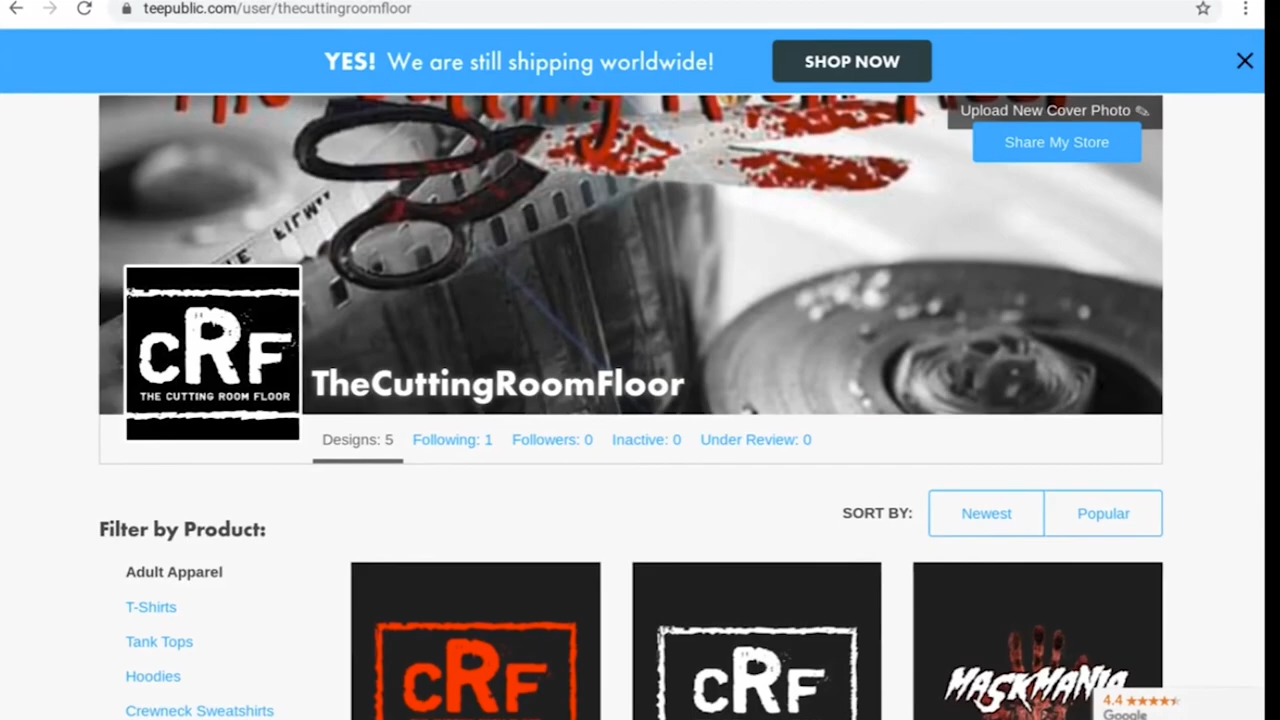 teepublic.com/user/thecuttingroomfloor
YES! We are still shipping worldwide!
SHOP NOW
Upload New Cover Photo
Share My Store
CRF
THE CUTTING ROOM FLOOR
TheCuttingRoomFloor
Designs: 5
Following: 1
Followers: 0
Inactive: 0
Under Review: 0
SORT BY:
Newest
Popular
Filter by Product:
Adult Apparel
T-Shirts
Tank Tops
Hoodies
Crewneck Sweatshirts
CRF
CRF
MASKMANIA
4.4
Google